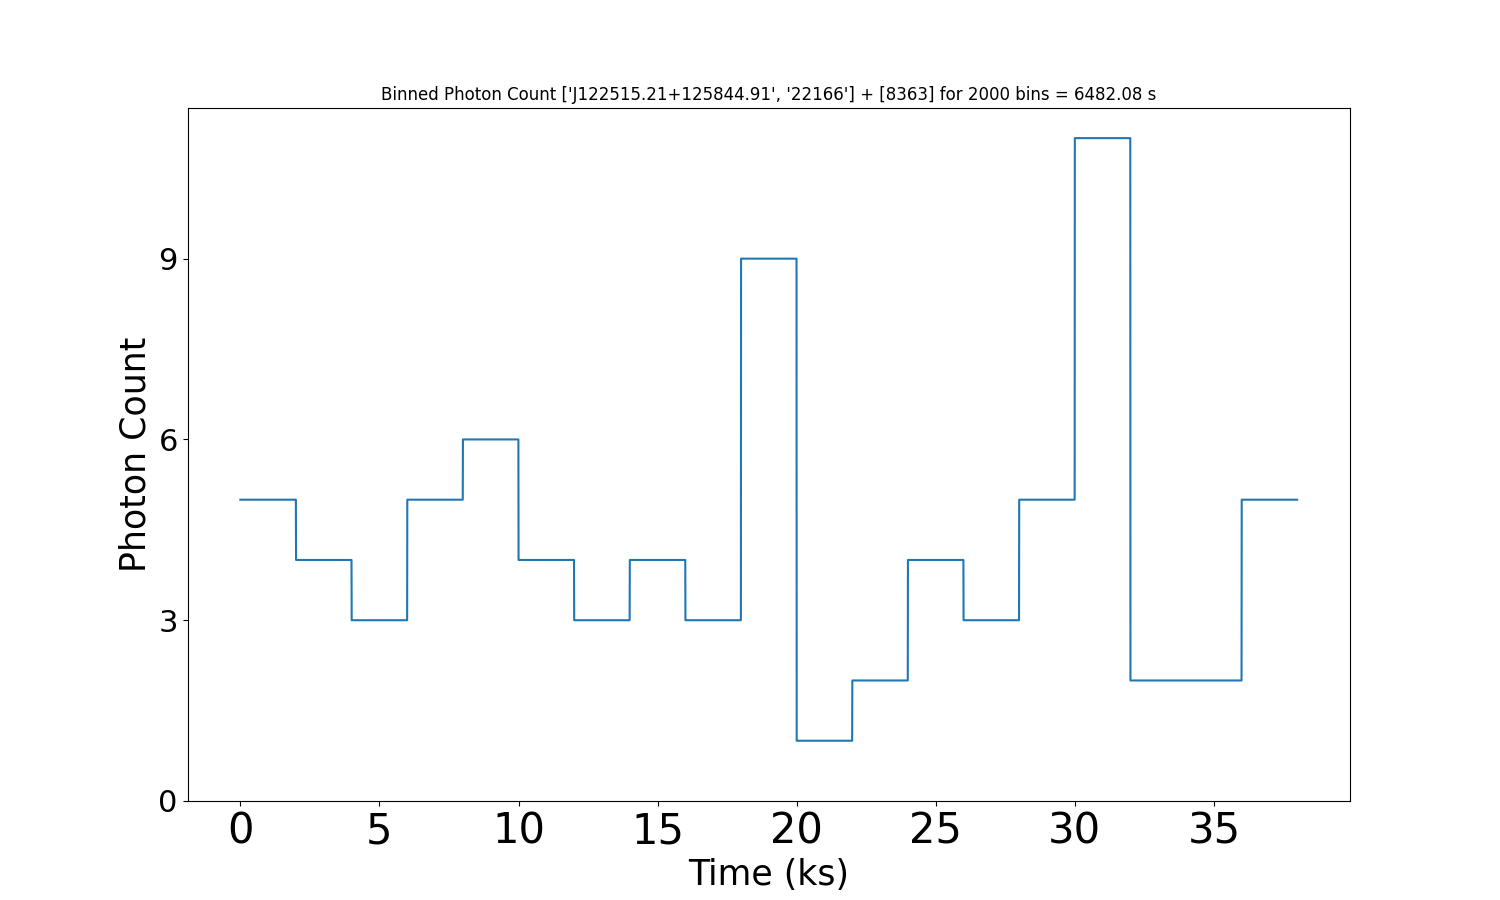 Binned Photon Count ['J122515.21+125844.91', '22166'] + [8363] for 2000 bins = 6482.08 s
9
6
3
0
Photon Count
0 5 10 15 20 25 30 35
Time (ks)